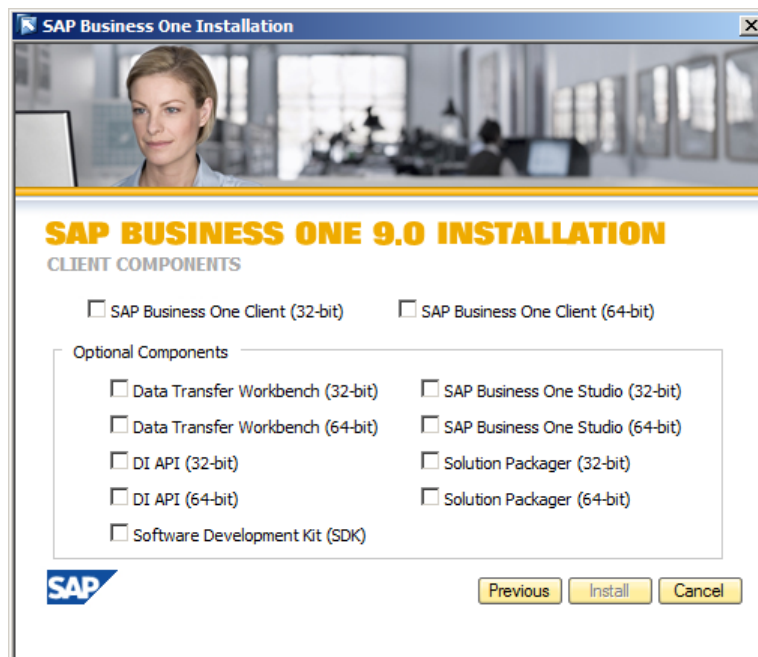 SAP Business One Installation
SAP BUSINESS ONE 9.0 INSTALLATION
CLIENT COMPONENTS
SAP Business One Client (32-bit) SAP Business One Client (64-bit)
Optional Components
Data Transfer Workbench (32-bit) SAP Business One Studio (32-bit)
Data Transfer Workbench (64-bit) SAP Business One Studio (64-bit)
DI API (32-bit) Solution Packager (32-bit)
DI API (64-bit) Solution Packager (64-bit)
Software Development Kit (SDK)
SAP Previous Install Cancel